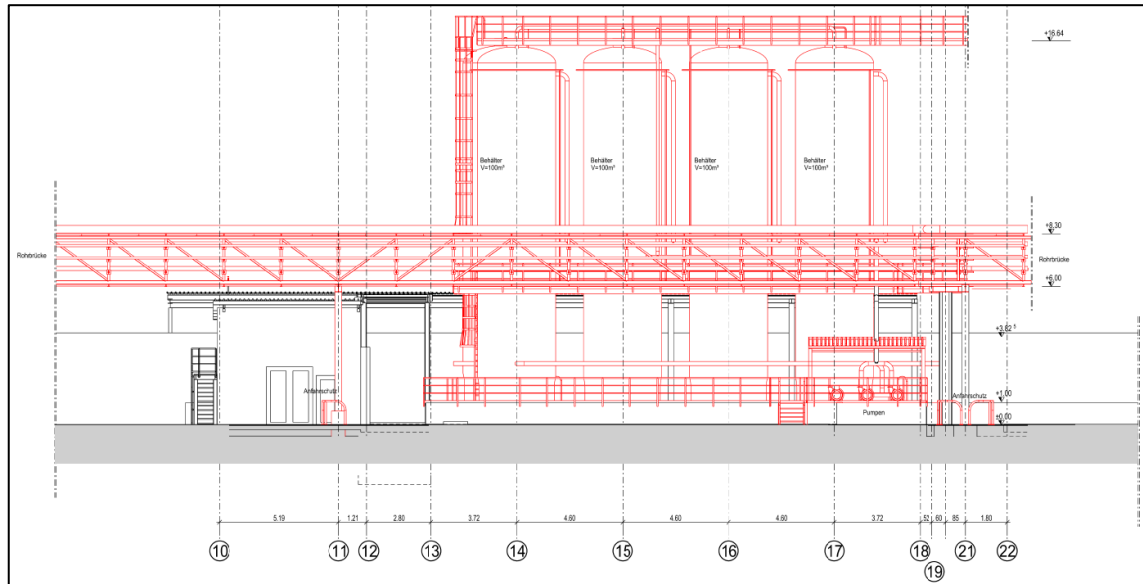 +16.64
Behälter
V=100m³
Behälter
V=100m³
Behälter
V=100m³
Behälter
V=100m³
+8.30
Rohrbrücke
Rohrbrücke
+6.00
+3.82⁵
Anfahrschutz
Anfahrschutz
+1.00
Pumpen
±0.00
5.19 1.21 2.80 3.72 4.60 4.60 4.60 3.72 52 60 85 1.80
10 11 12 13 14 15 16 17 18 21 22
19